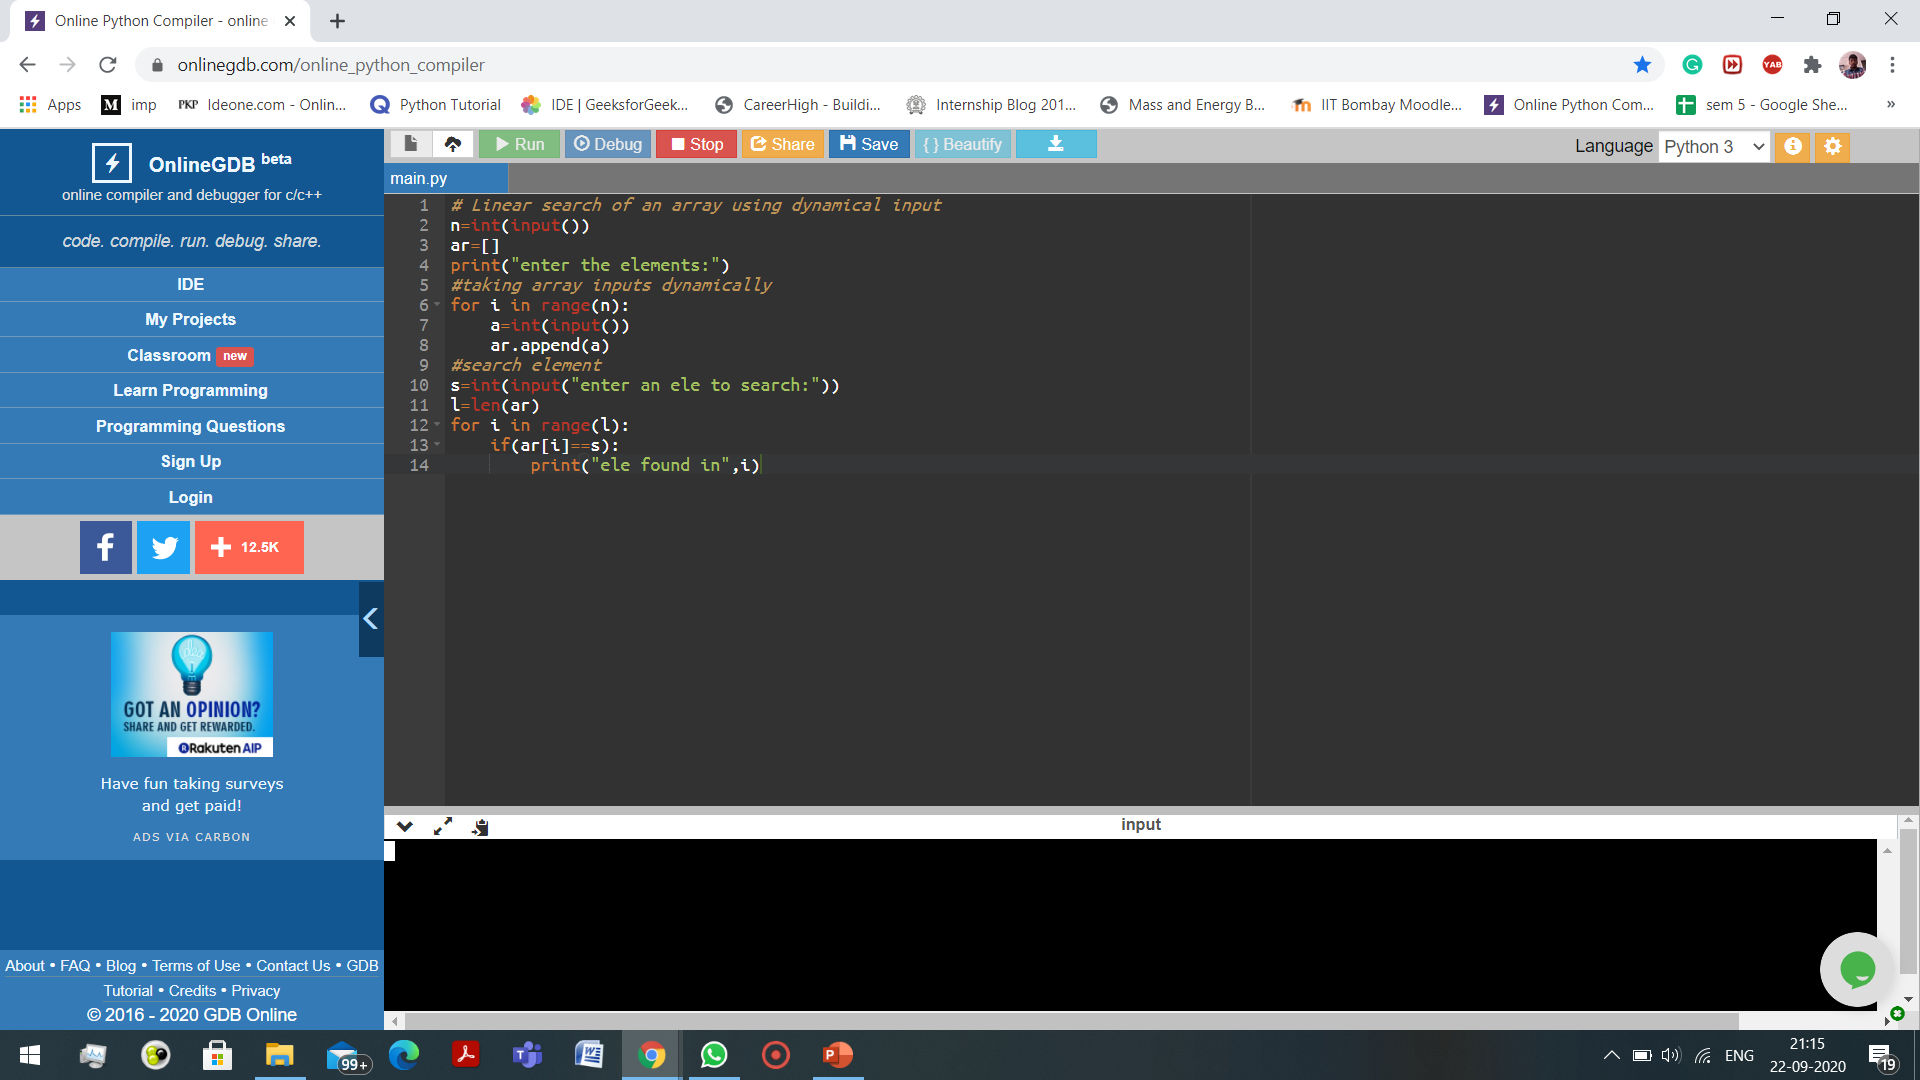 Online Python Compiler - online
onlinegdb.com/online_python_compiler
Apps M imp PKP Ideone.com - Onlin... Python Tutorial IDE | GeeksforGeek... CareerHigh - Buildi... Internship Blog 201... Mass and Energy B... IIT Bombay Moodle... Online Python Com... sem 5 - Google She... »
YAB
OnlineGDB beta
online compiler and debugger for c/c++
code. compile. run. debug. share.
IDE
My Projects
Classroom new
Learn Programming
Programming Questions
Sign Up
Login
f + 12.5K
GOT AN OPINION?
SHARE AND GET REWARDED.
Rakuten AIP
Have fun taking surveys
and get paid!
ADS VIA CARBON
About • FAQ • Blog • Terms of Use • Contact Us • GDB
Tutorial • Credits • Privacy
© 2016 - 2020 GDB Online
Run Debug Stop Share Save { } Beautify
Language Python 3
main.py
1 # Linear search of an array using dynamical input
2 n=int(input())
3 ar=[]
4 print("enter the elements:")
5 #taking array inputs dynamically
6 for i in range(n):
7     a=int(input())
8     ar.append(a)
9 #search element
10 s=int(input("enter an ele to search:"))
11 l=len(ar)
12 for i in range(l):
13     if(ar[i]==s):
14         print("ele found in",i)
input
99+
ENG
21:15
22-09-2020
19